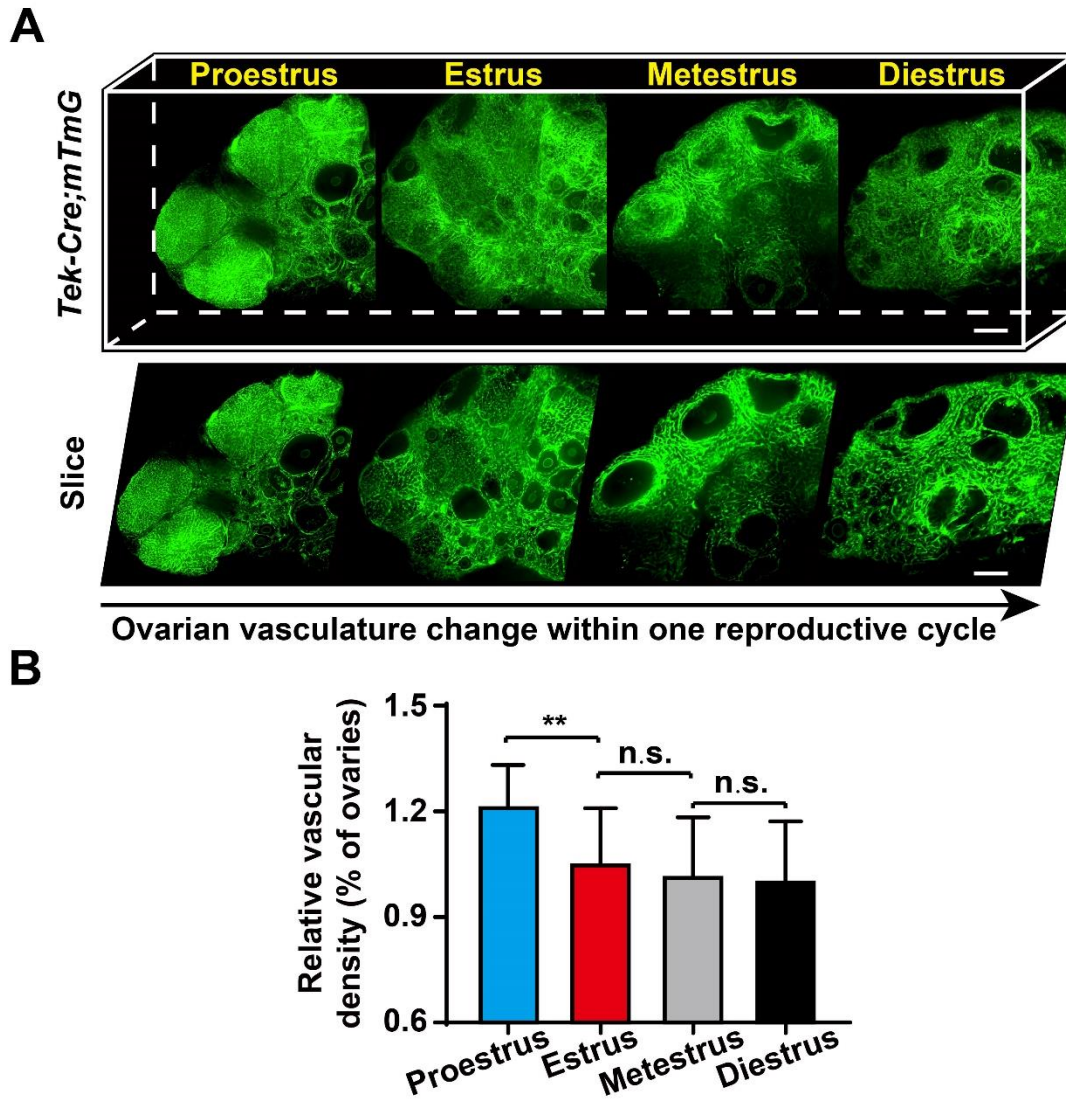 A
Proestrus Estrus Metestrus Diestrus
Tek-Cre;mTmG
Slice
Ovarian vasculature change within one reproductive cycle
B
Relative vascular
density (% of ovaries)
1.5
1.2
0.9
0.6
**
n.s.
n.s.
Proestrus Estrus Metestrus Diestrus